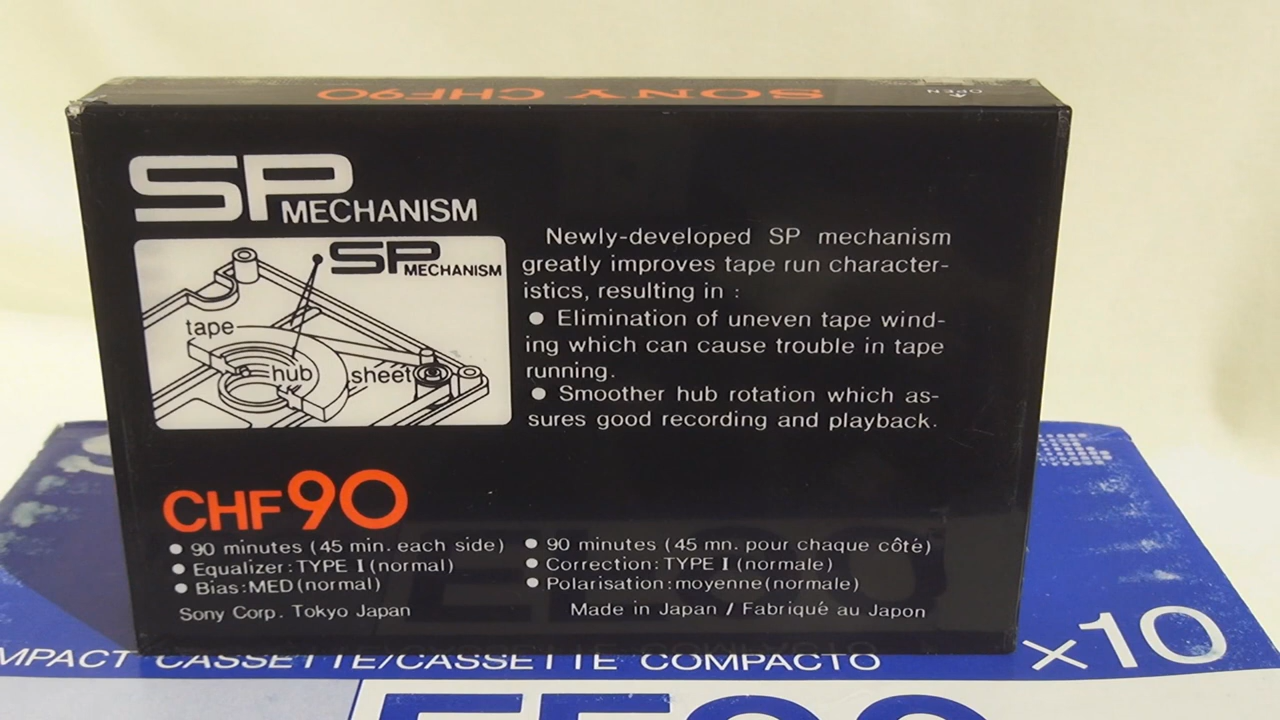 SONY CHF90
OPEN
SP MECHANISM
SP MECHANISM
tape
hub
sheet
Newly-developed SP mechanism
greatly improves tape run character-
istics, resulting in :
● Elimination of uneven tape wind-
ing which can cause trouble in tape
running.
● Smoother hub rotation which as-
sures good recording and playback.
CHF90
● 90 minutes (45 min. each side)
● Equalizer: TYPE I (normal)
● Bias: MED (normal)
Sony Corp. Tokyo Japan
● 90 minutes (45 mn. pour chaque côté)
● Correction: TYPE I (normale)
● Polarisation: moyenne (normale)
Made in Japan / Fabriqué au Japon
MPACT CASSETTE/CASSETTE COMPACTO
×10